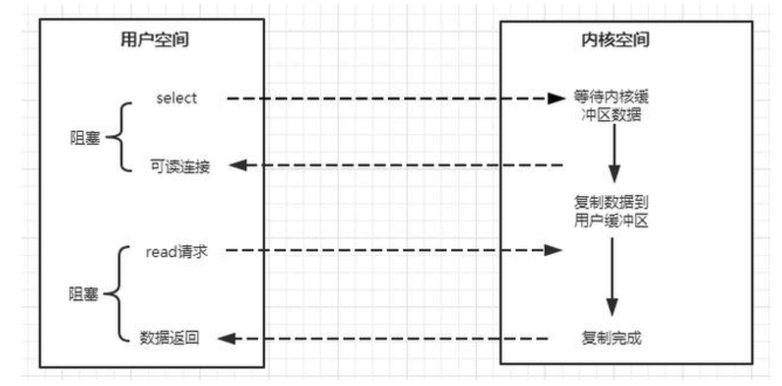 用户空间
内核空间
select
等待内核缓
冲区数据
阻塞
可读连接
复制数据到
用户缓冲区
read请求
阻塞
数据返回
复制完成